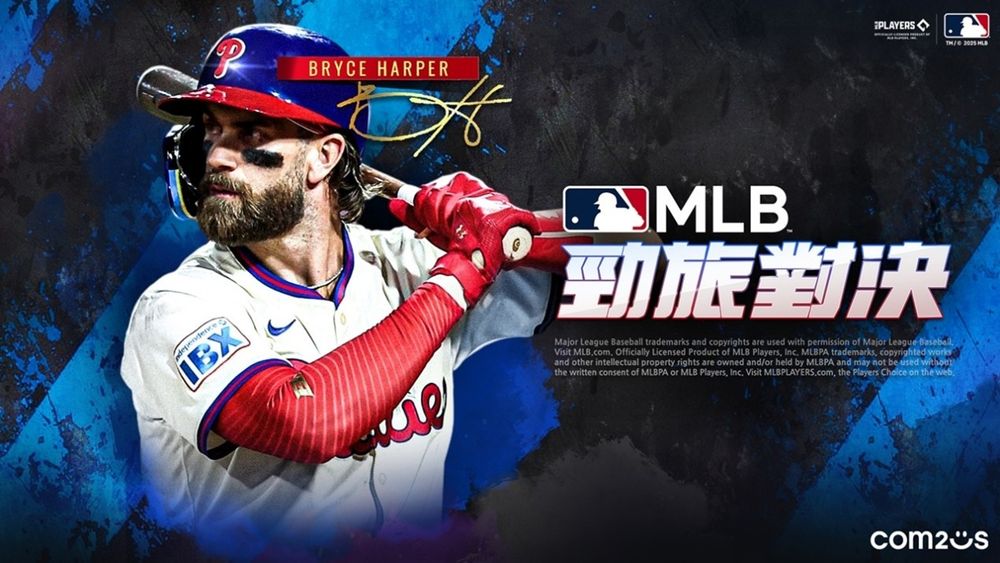 P
BRYCE HARPER
MLB PLAYERS
OFFICIALLY LICENSED PRODUCT OF
MLB PLAYERS, INC.
TM / © 2025 MLB
MLB™
勁旅對決
Major League Baseball trademarks and copyrights are used with permission of Major League Baseball.
Visit MLB.com. Officially Licensed Product of MLB Players, Inc. MLBPA trademarks, copyrighted works
and other intellectual property rights are owned and/or held by MLBPA and may not be used without
the written consent of MLBPA or MLB Players, Inc. Visit MLBPLAYERS.com, the Players Choice on the web.
Independence
IBX
com2us